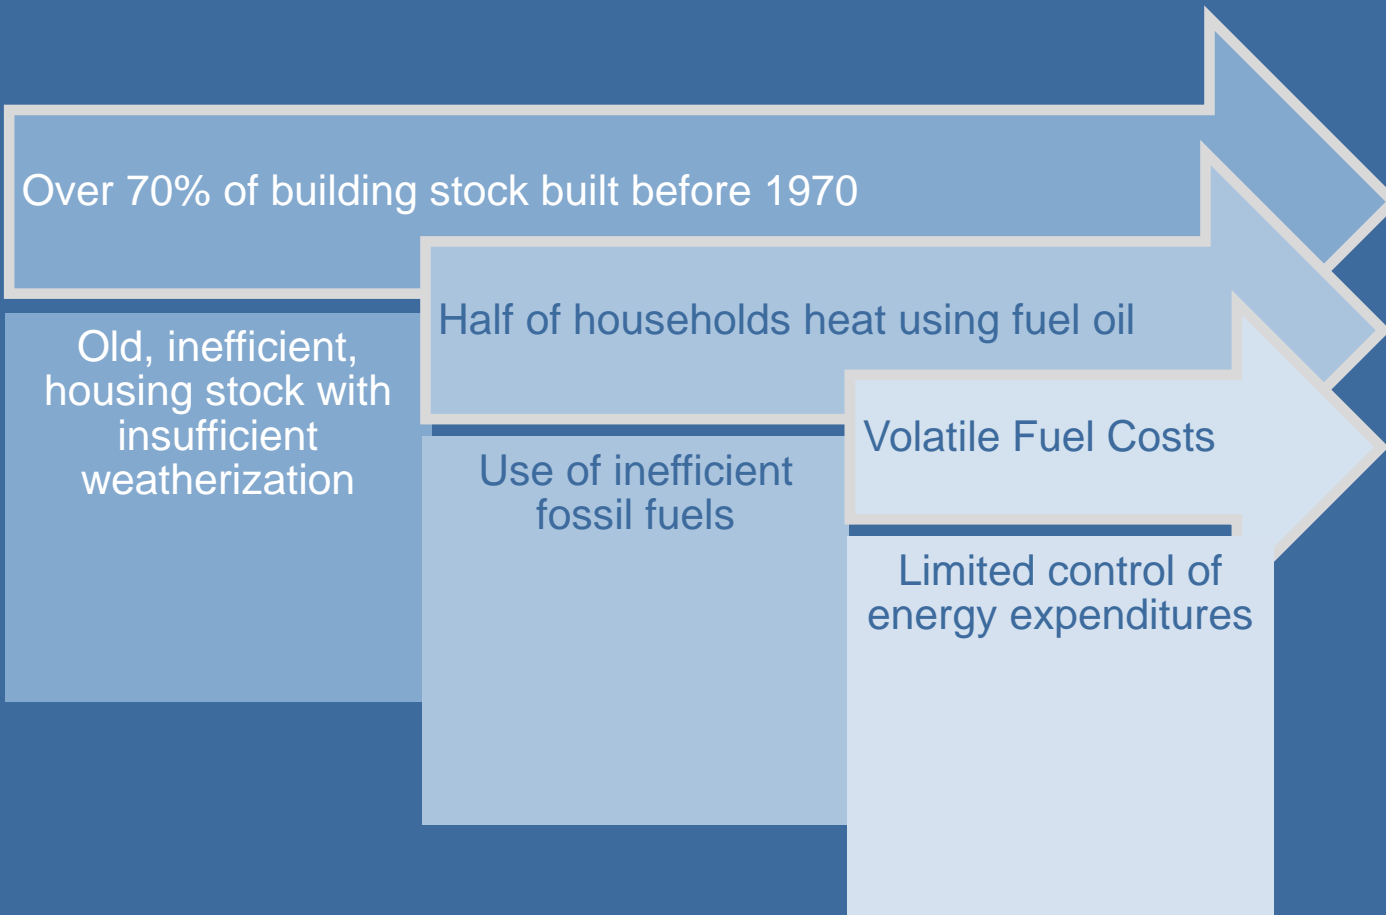 Over 70% of building stock built before 1970
Old, inefficient,
housing stock with
insufficient
weatherization
Half of households heat using fuel oil
Use of inefficient
fossil fuels
Volatile Fuel Costs
Limited control of
energy expenditures